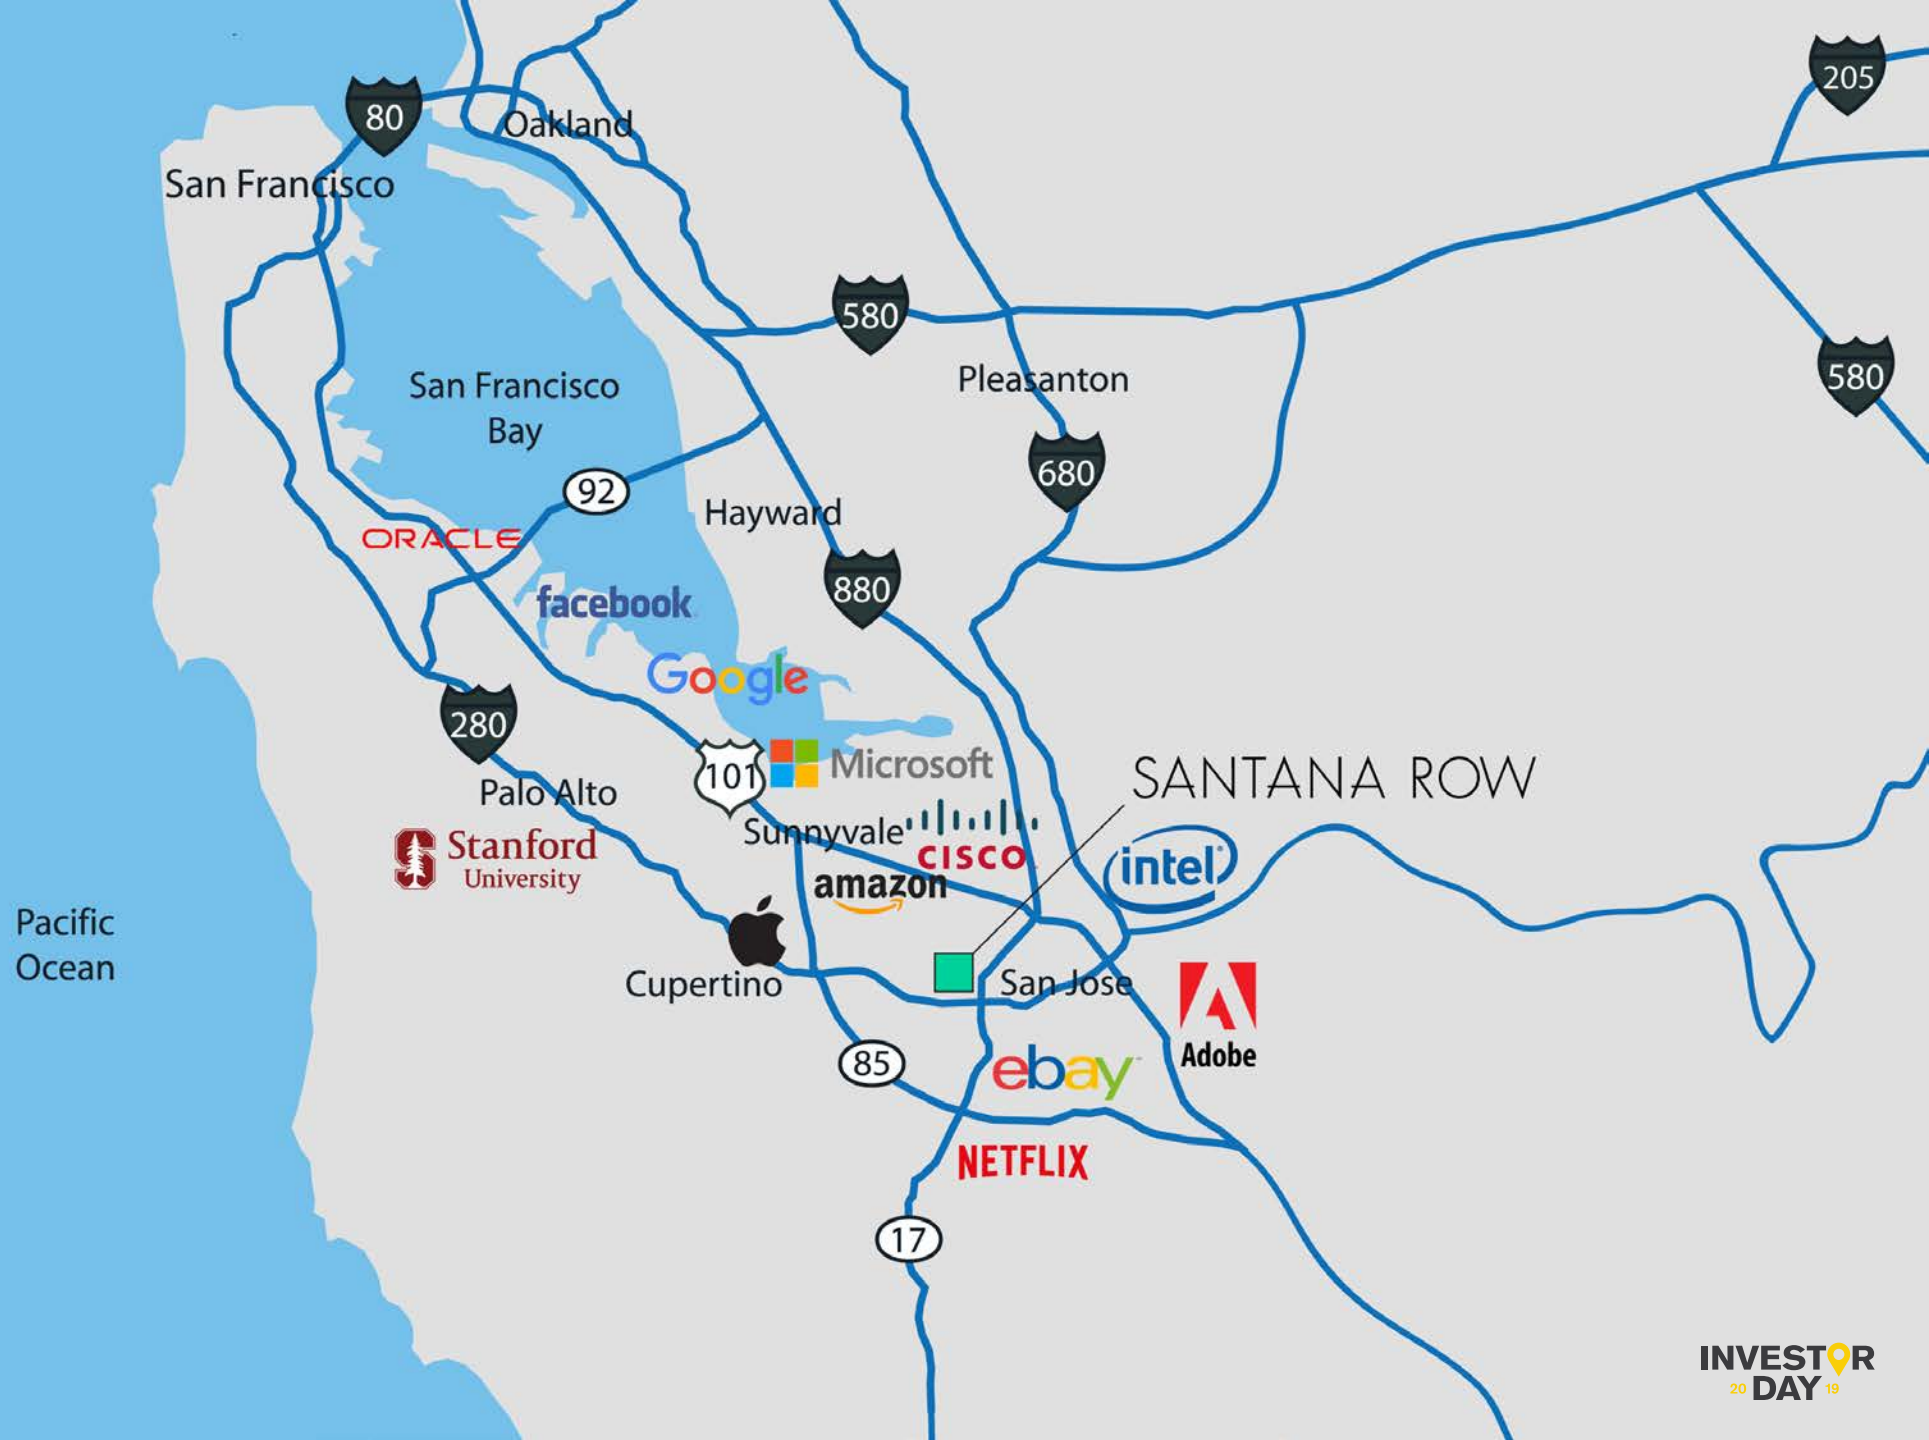 205
80
Oakland
San Francisco
580
580
Pleasanton
San Francisco
Bay
680
92
Hayward
ORACLE
880
facebook
Google
280
101
Microsoft
SANTANA ROW
Palo Alto
Sunnyvale
CISCO
Stanford
University
intel
amazon
Pacific
Ocean
Cupertino
San Jose
Adobe
85
ebay
NETFLIX
17
INVESTOR
20 DAY 19